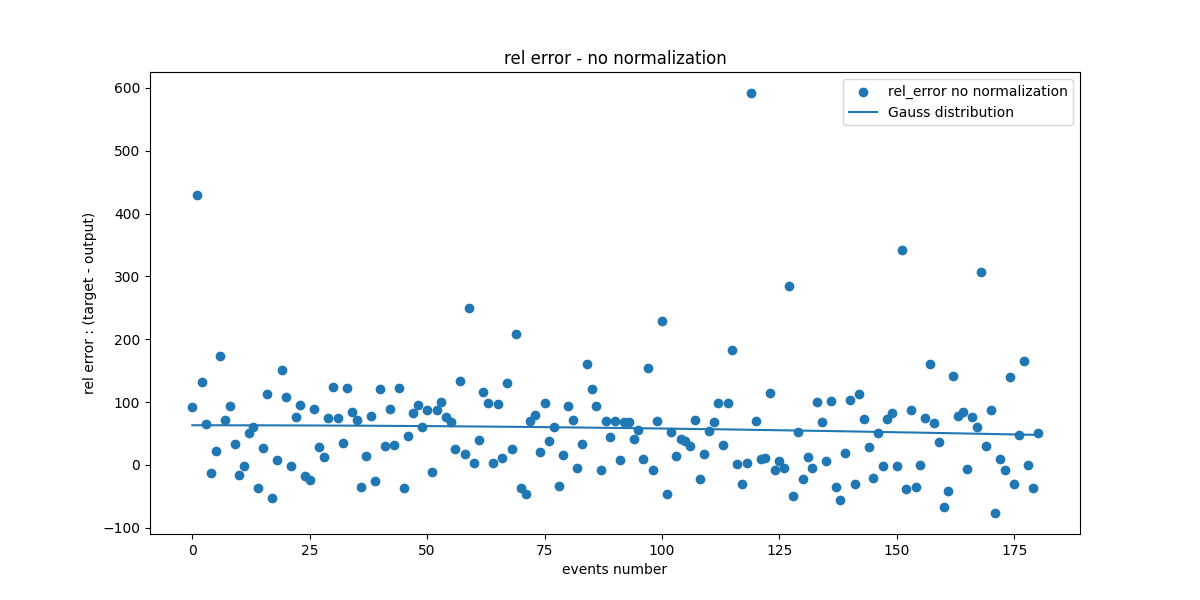 rel error - no normalization
rel_error no normalization
Gauss distribution
rel error : (target - output)
600
500
400
300
200
100
0
−100
0 25 50 75 100 125 150 175
events number